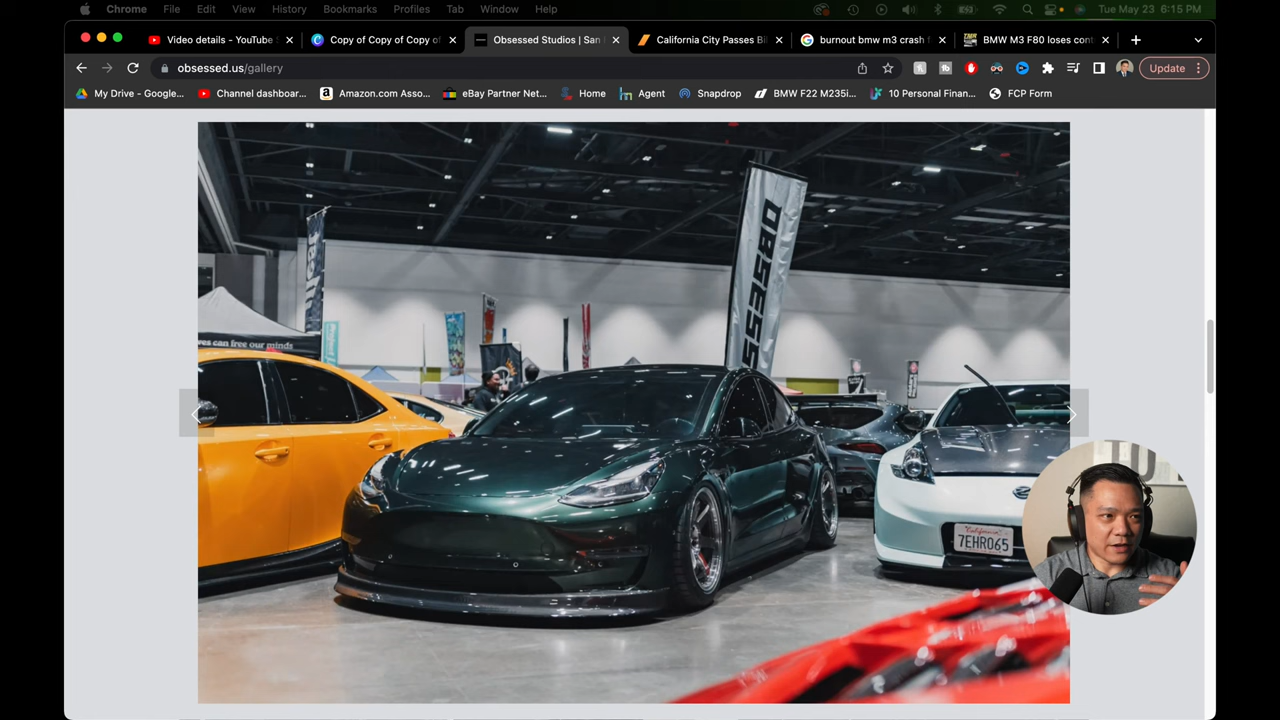 Chrome File Edit View History Bookmarks Profiles Tab Window Help Tue May 23 6:15 PM
Video details - YouTube S Copy of Copy of Copy of Obsessed Studios | San California City Passes Bi burnout bmw m3 crash f BMW M3 F80 loses cont
obsessed.us/gallery Update
My Drive - Google... Channel dashboar... Amazon.com Asso... eBay Partner Net... Home Agent Snapdrop BMW F22 M235i... 10 Personal Finan... FCP Form
OBSESS
ves can free our minds
California
7EHR065